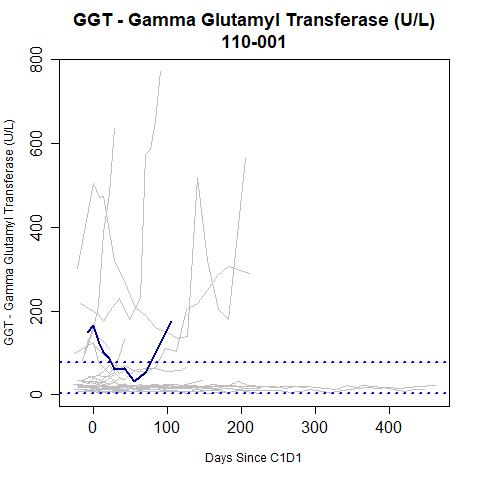 GGT - Gamma Glutamyl Transferase (U/L)
110-001
GGT - Gamma Glutamyl Transferase (U/L)
800
600
400
200
0
0 100 200 300 400
Days Since C1D1